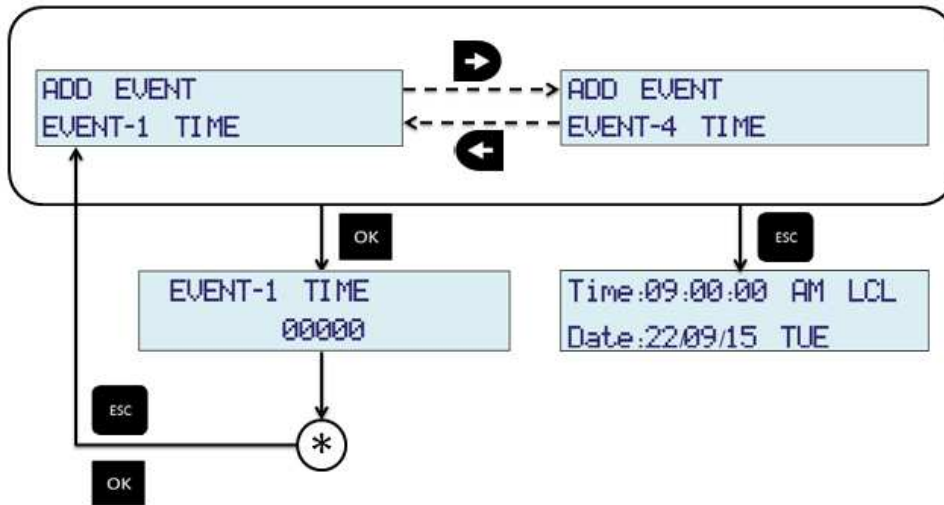 ADD EVENT
EVENT-1 TIME
ADD EVENT
EVENT-4 TIME
OK
ESC
EVENT-1 TIME
00000
Time:09:00:00 AM LCL
Date:22/09/15 TUE
ESC
*
OK